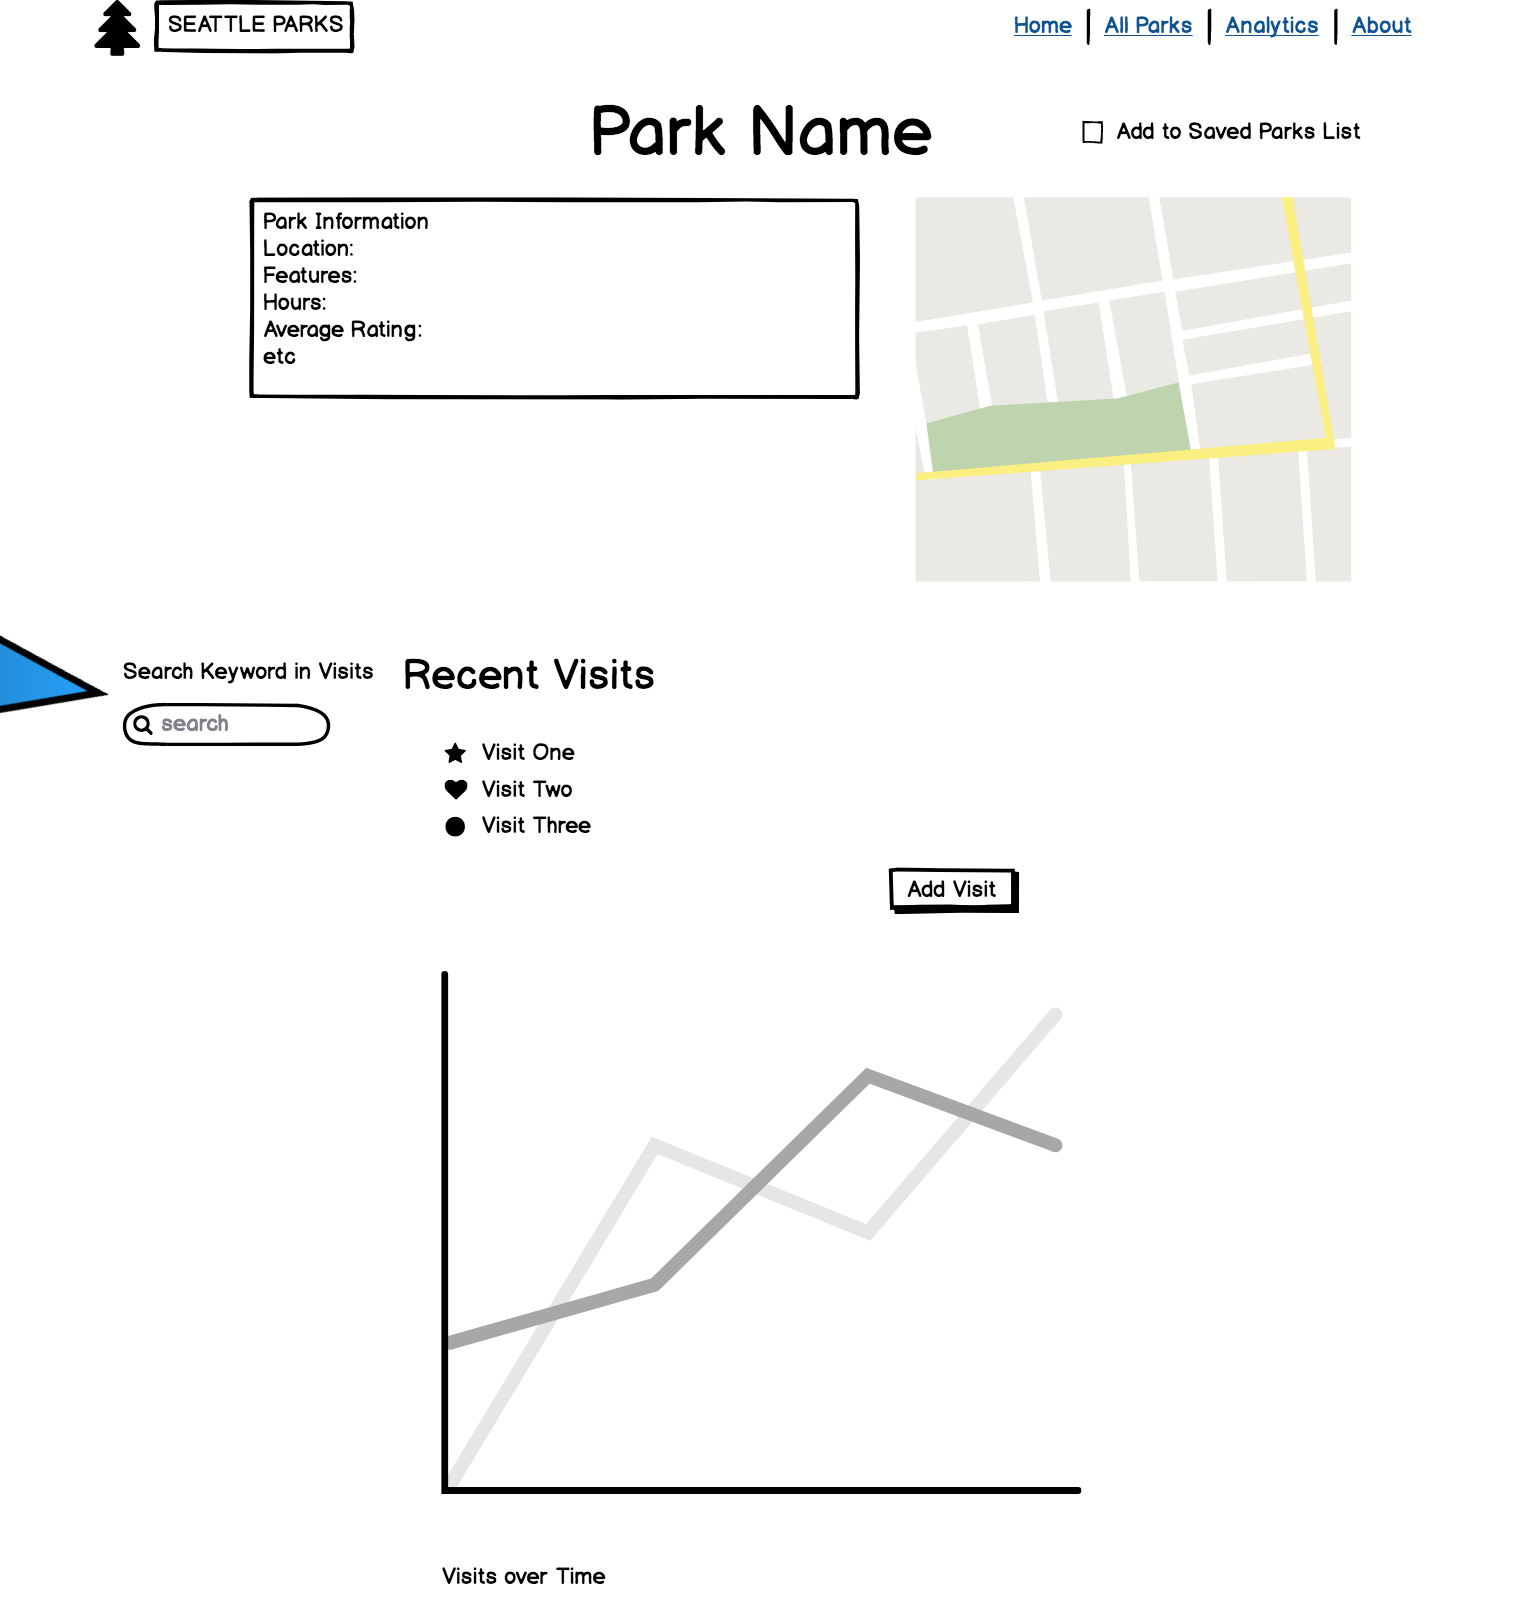 SEATTLE PARKS
Home All Parks Analytics About
Park Name
Add to Saved Parks List
Park Information
Location:
Features:
Hours:
Average Rating:
etc
Search Keyword in Visits
search
Recent Visits
Visit One
Visit Two
Visit Three
Add Visit
Visits over Time